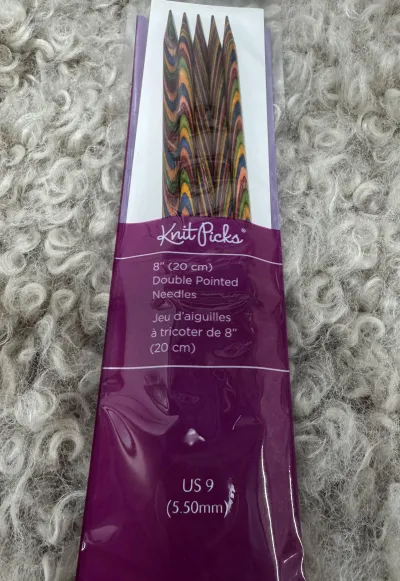 Knit Picks®
8" (20 cm)
Double Pointed
Needles
Jeu d'aiguilles
à tricoter de 8"
(20 cm)
US 9
(5.50mm)